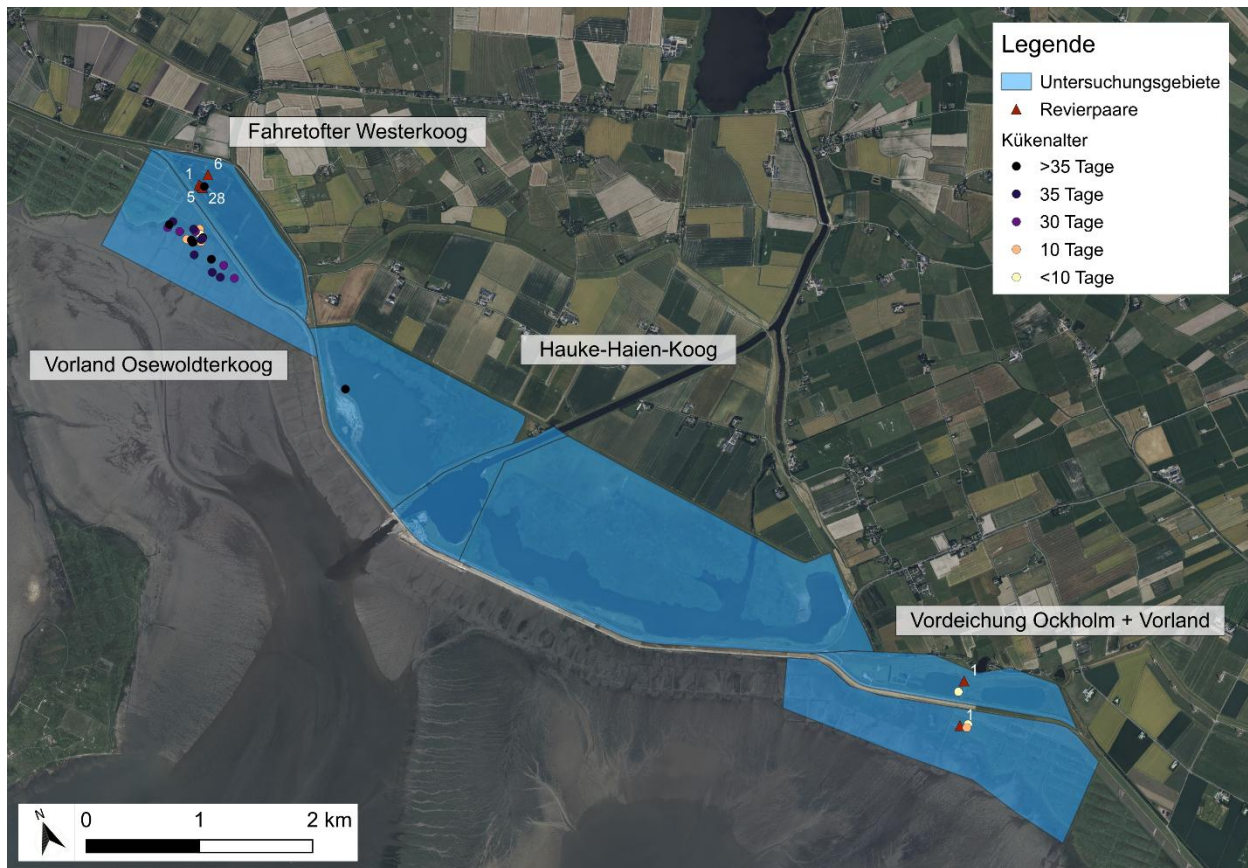 Legende
Untersuchungsgebiete
Revierpaare
Kükenalter
>35 Tage
35 Tage
30 Tage
10 Tage
<10 Tage
Fahretofter Westerkoog
6
1
5 28
Vorland Osewoldterkoog
Hauke-Haien-Koog
Vordeichung Ockholm + Vorland
1
1
N
0 1 2 km